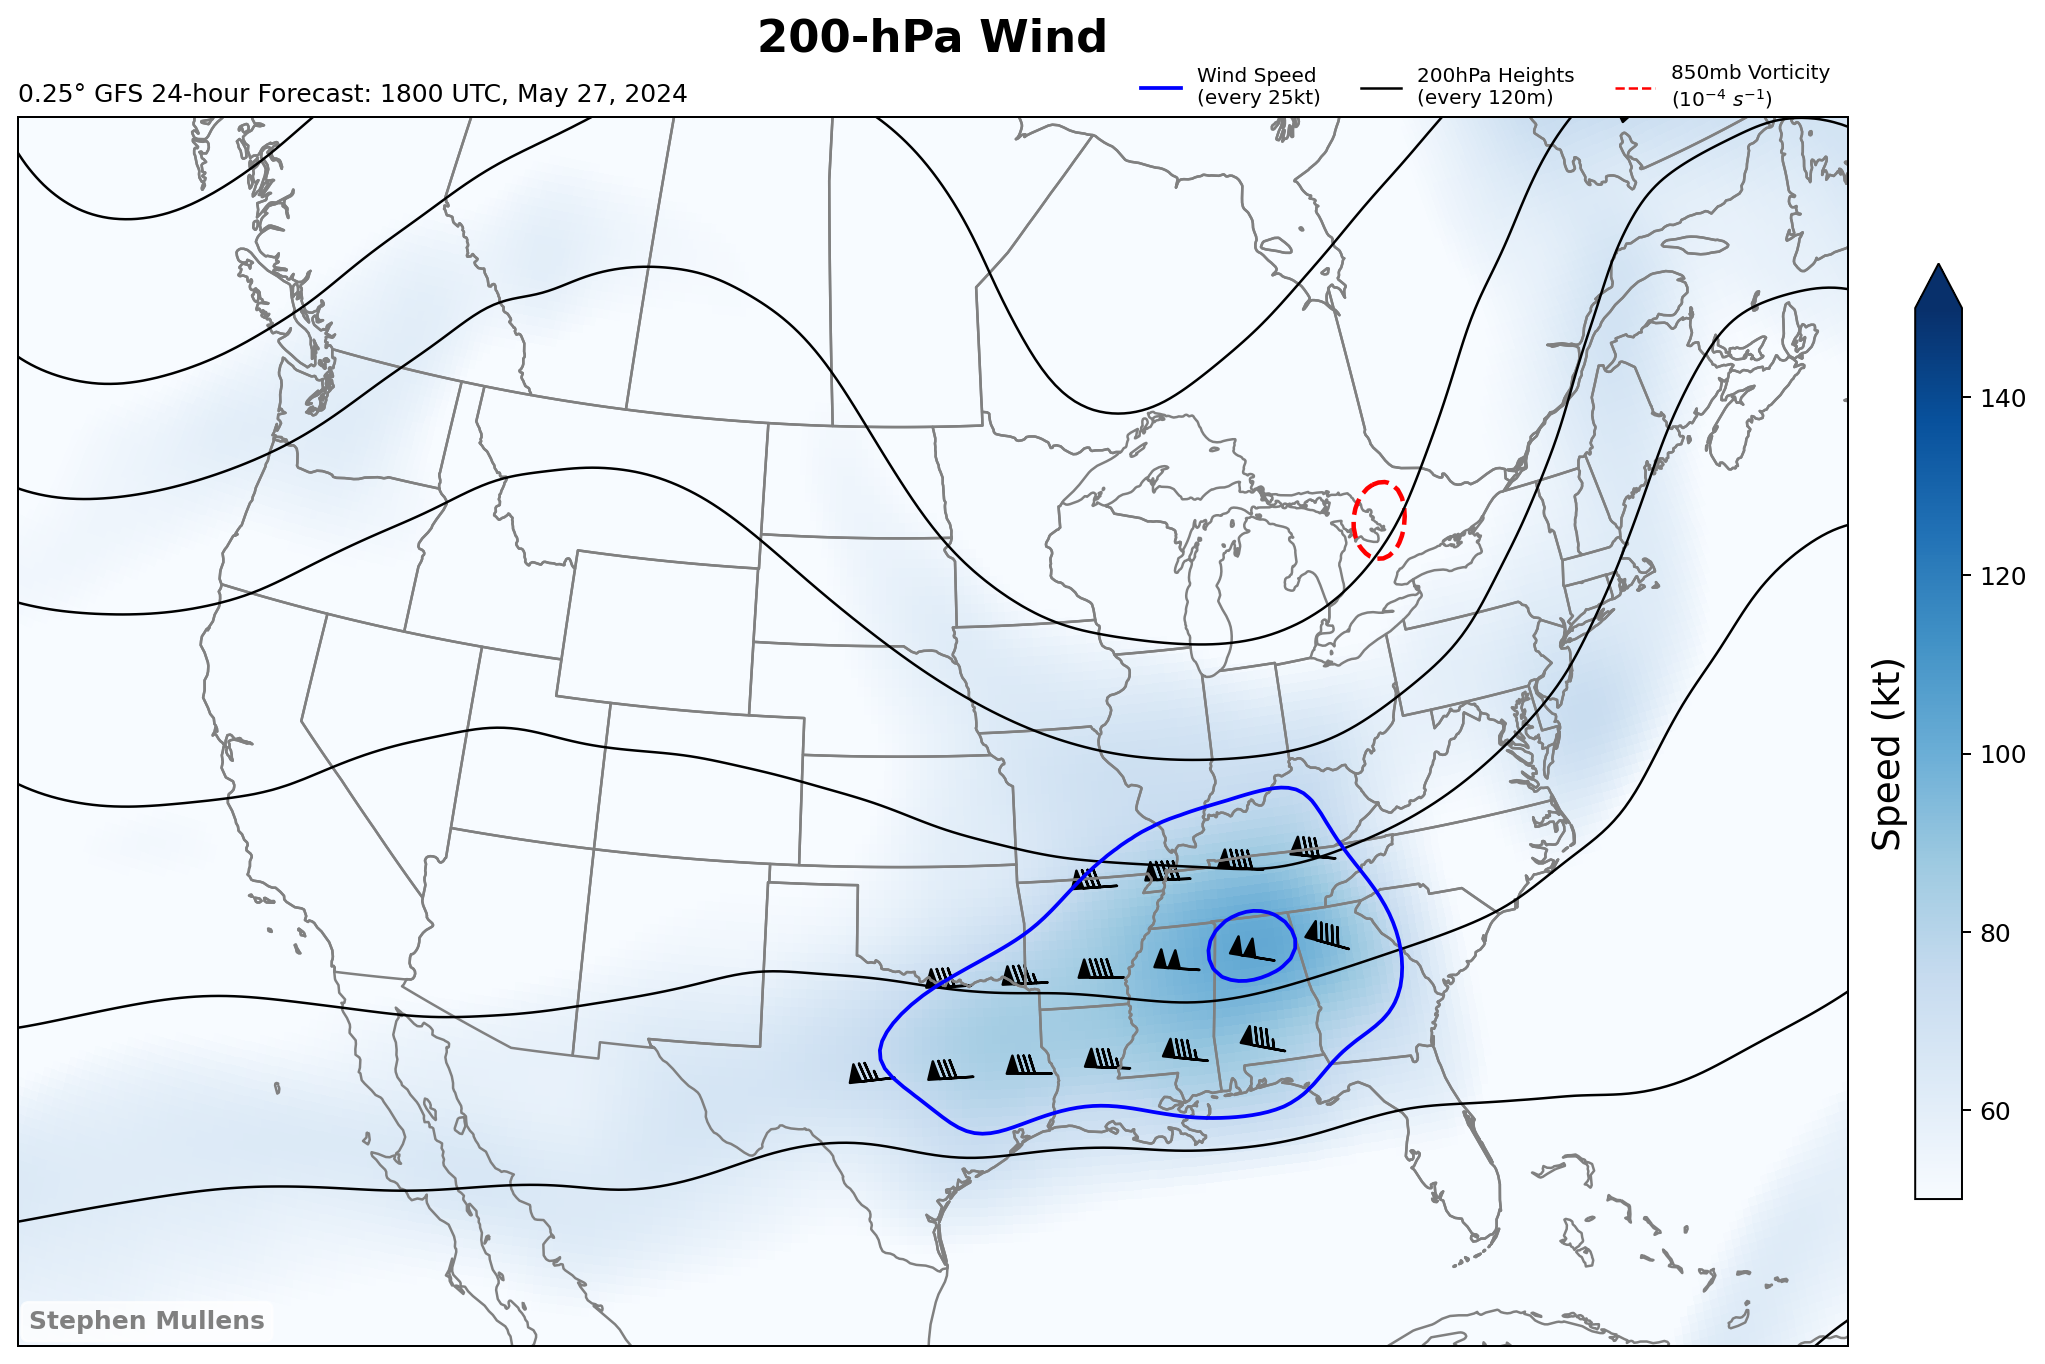 200-hPa Wind
0.25° GFS 24-hour Forecast: 1800 UTC, May 27, 2024
Wind Speed
(every 25kt)
200hPa Heights
(every 120m)
850mb Vorticity
(10⁻⁴ s⁻¹)
140
120
100
80
60
Speed (kt)
Stephen Mullens